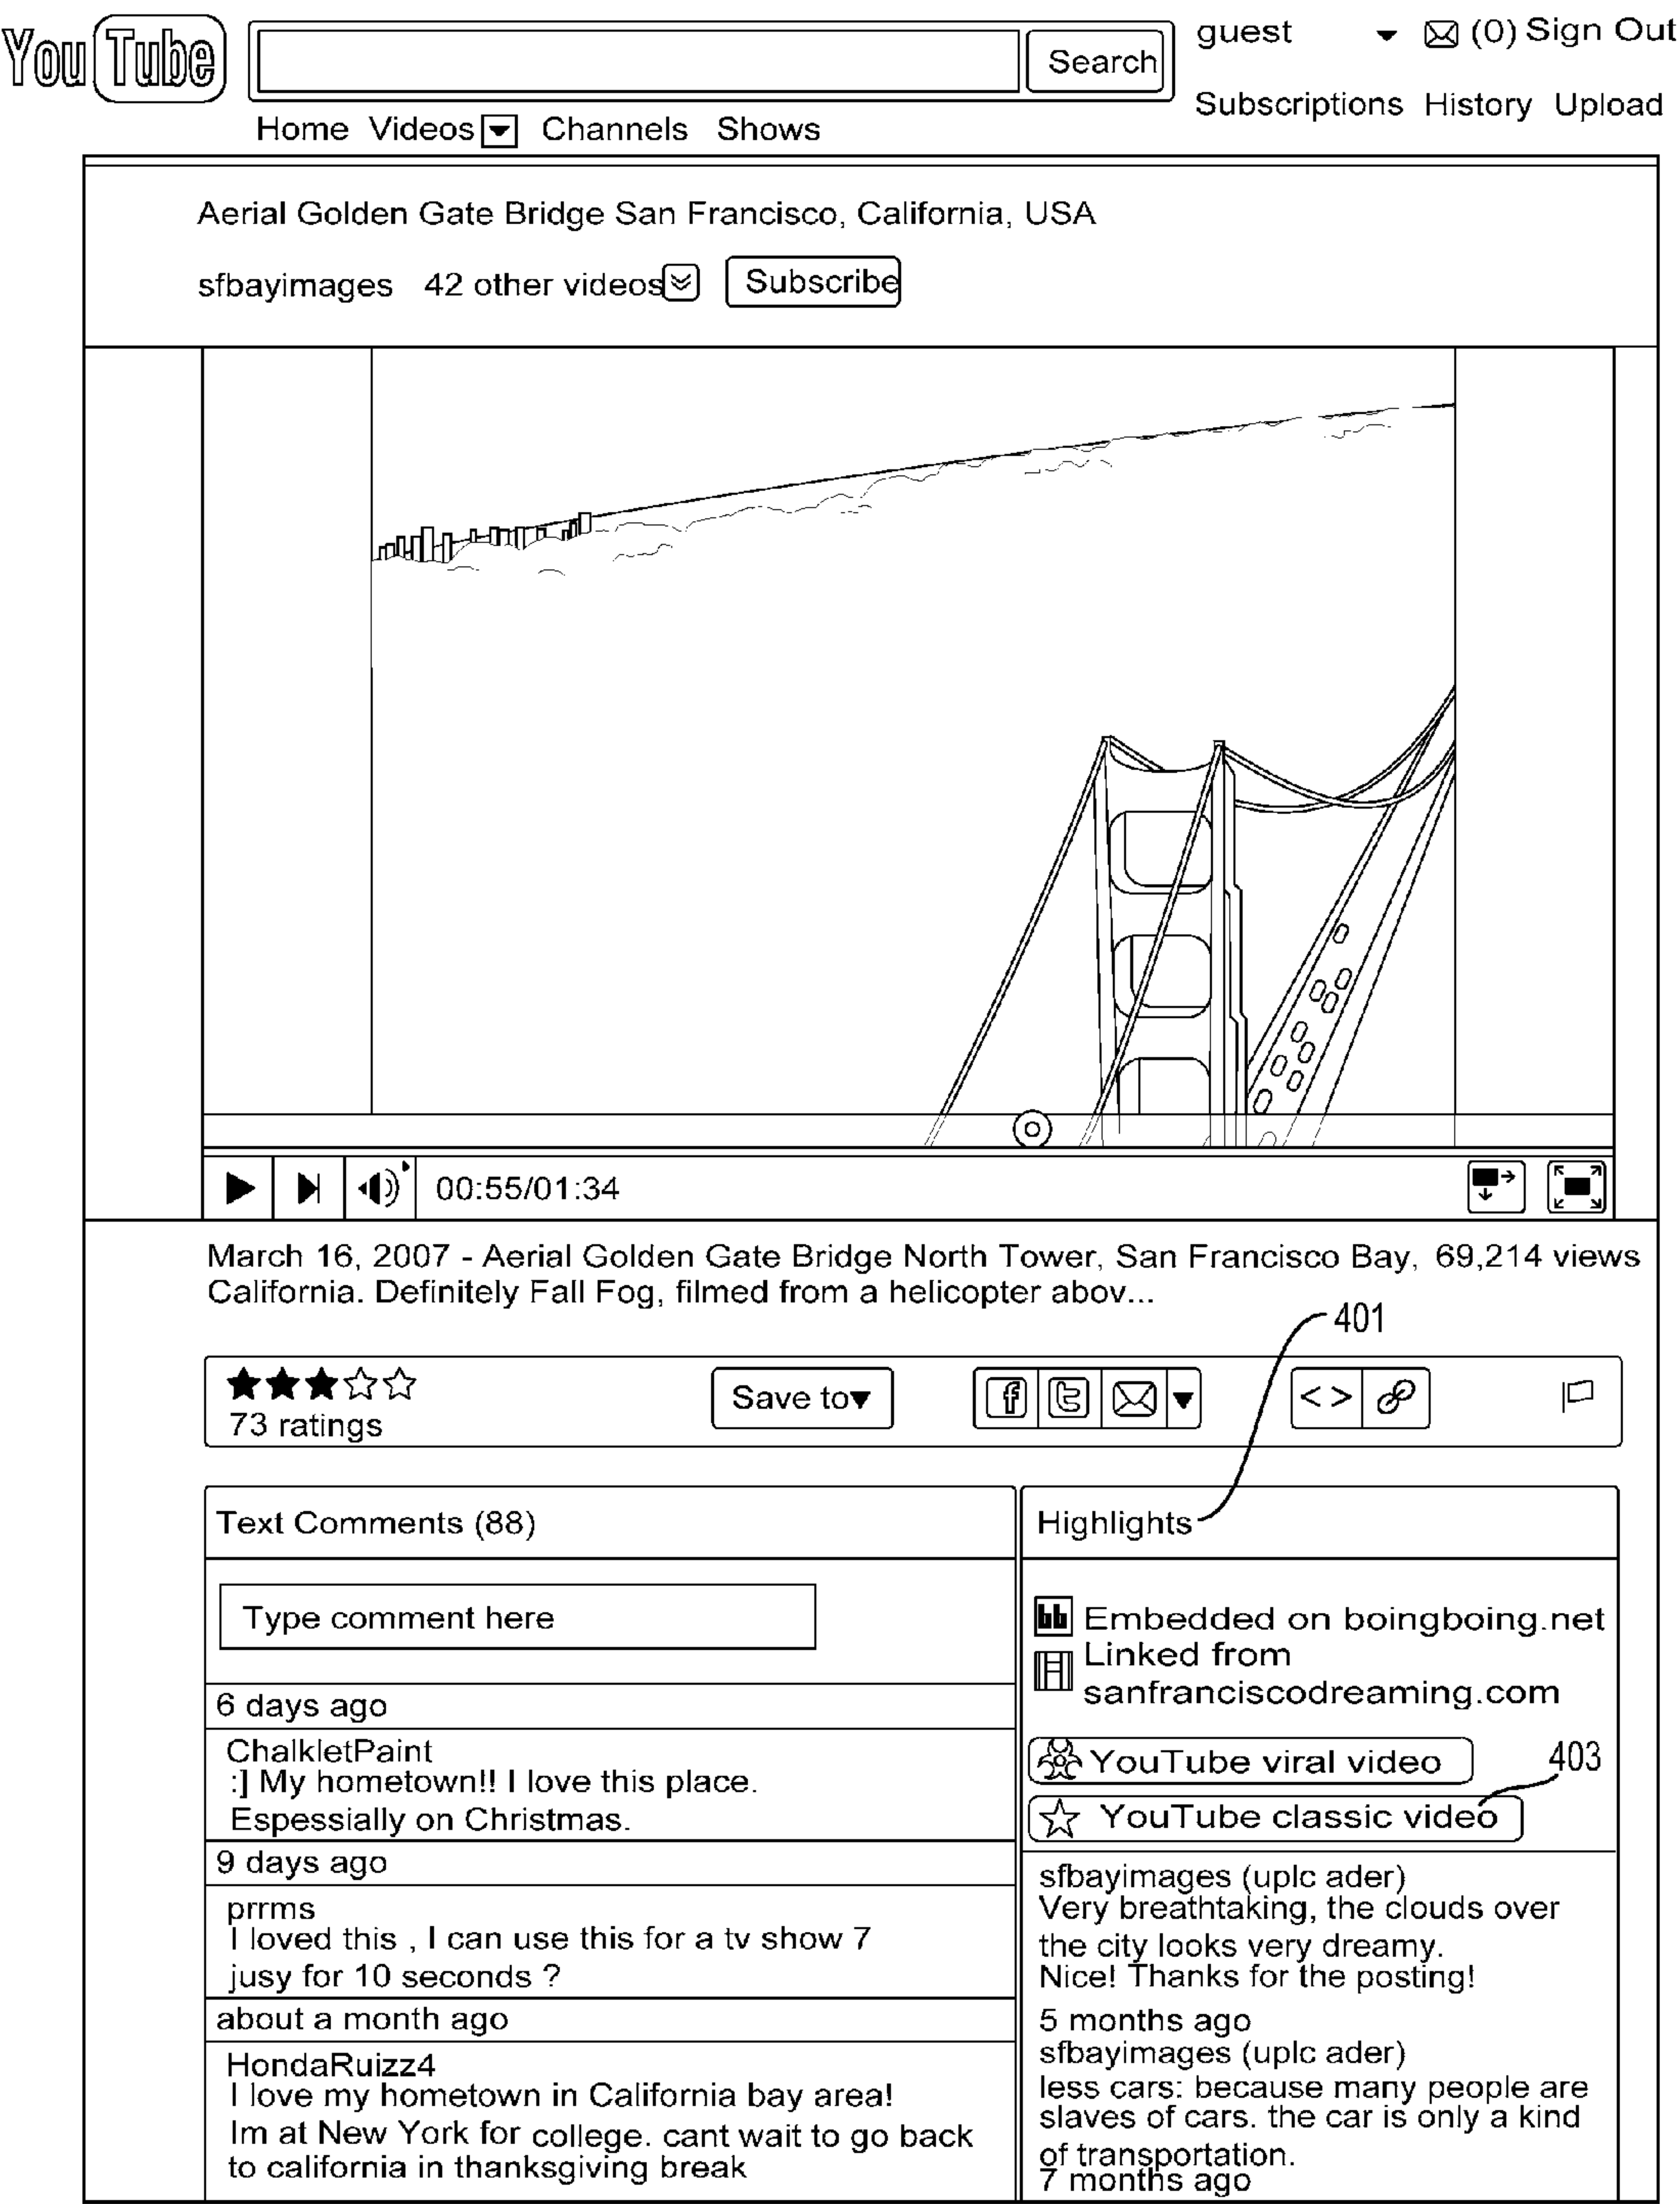 YouTube
Search
guest (0) Sign Out
Subscriptions History Upload
Home Videos Channels Shows
Aerial Golden Gate Bridge San Francisco, California, USA
sfbayimages 42 other videos Subscribe
00:55/01:34
March 16, 2007 - Aerial Golden Gate Bridge North Tower, San Francisco Bay, 69,214 views
California. Definitely Fall Fog, filmed from a helicopter abov...
401
73 ratings
Save to
f t
< >
Text Comments (88)
Type comment here
6 days ago
ChalkletPaint
:] My hometown!! I love this place.
Espessially on Christmas.
9 days ago
prrms
I loved this , I can use this for a tv show 7
jusy for 10 seconds ?
about a month ago
HondaRuizz4
I love my hometown in California bay area!
Im at New York for college. cant wait to go back
to california in thanksgiving break
Highlights
bb Embedded on boingboing.net
Linked from
sanfranciscodreaming.com
YouTube viral video
403
YouTube classic video
sfbayimages (uplc ader)
Very breathtaking, the clouds over
the city looks very dreamy.
Nice! Thanks for the posting!
5 months ago
sfbayimages (uplc ader)
less cars: because many people are
slaves of cars. the car is only a kind
of transportation.
7 months ago